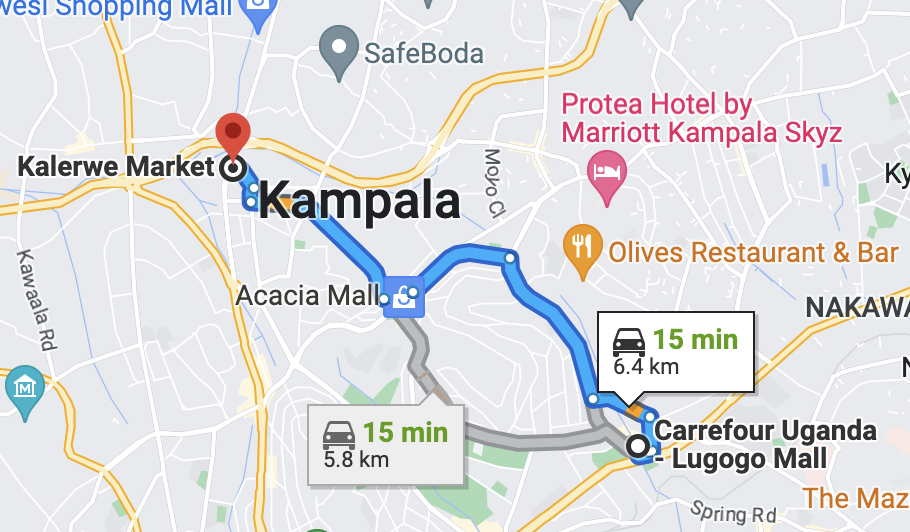 wesi Shopping Mall
SafeBoda
Protea Hotel by
Marriott Kampala Skyz
Kalerwe Market
Ky
Kampala
Moyo Cl
Olives Restaurant & Bar
Kawaala Rd
Acacia Mall
NAKAWA
15 min
6.4 km
15 min
5.8 km
Carrefour Uganda
- Lugogo Mall
The Maz
Spring Rd